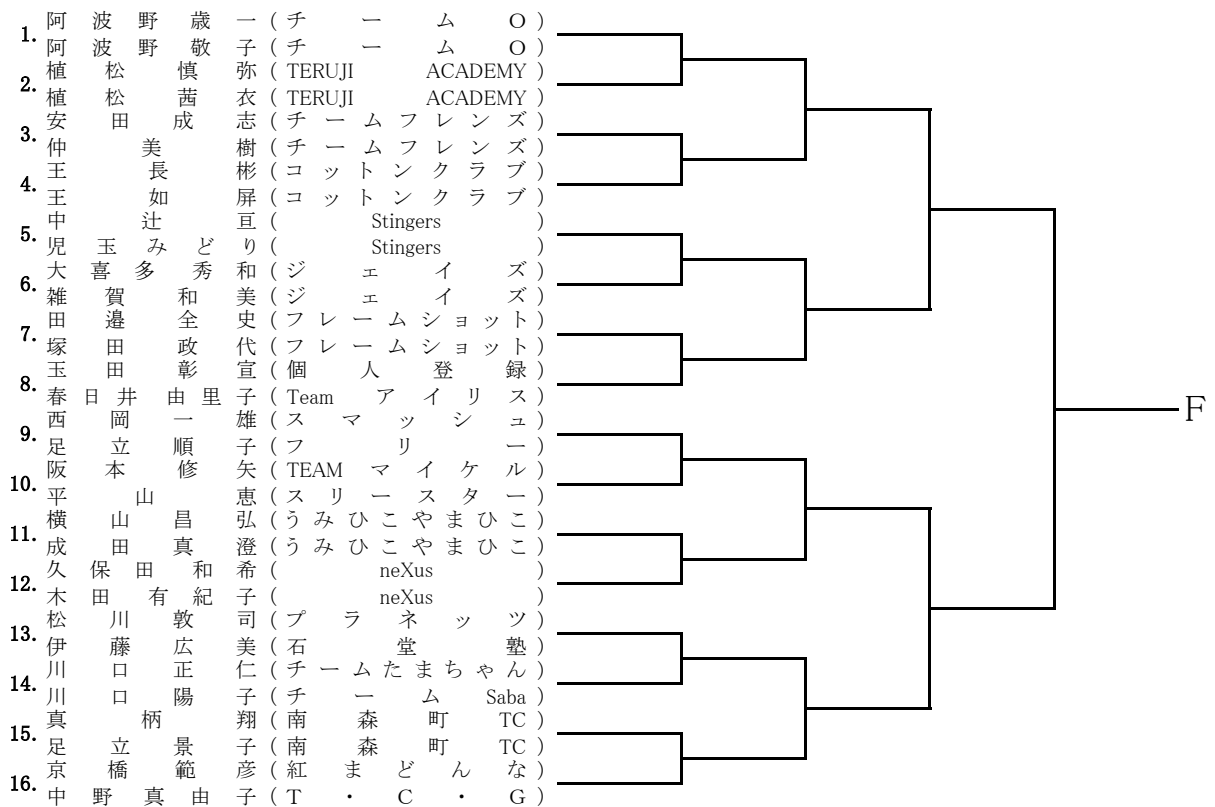 1. 阿波野歳一(チームO)
阿波野敬子(チームO)
2. 植松慎弥(TERUJI ACADEMY)
植松茜衣(TERUJI ACADEMY)
3. 安田成志(チームフレンズ)
仲美樹(チームフレンズ)
4. 王長彬(コットンクラブ)
王如屏(コットンクラブ)
5. 中辻亘(Stingers)
児玉みどり(Stingers)
6. 大喜多秀和(ジェイズ)
雑賀和美(ジェイズ)
7. 田邉全史(フレームショット)
塚田政代(フレームショット)
8. 玉田彰宣(個人登録)
春日井由里子(Team アイリス)
9. 西岡一雄(スマッシュ)
足立順子(フリー)
10. 阪本修矢(TEAM マイケル)
平山恵(スリースター)
11. 横山昌弘(うみひこやまひこ)
成田真澄(うみひこやまひこ)
12. 久保田和希(neXus)
木田有紀子(neXus)
13. 松川敦司(プラネッツ)
伊藤広美(石堂塾)
14. 川口正仁(チームたまちゃん)
川口陽子(チームSaba)
15. 真柄翔(南森町TC)
足立景子(南森町TC)
16. 京橋範彦(紅まどんな)
中野真由子(T・C・G)
F